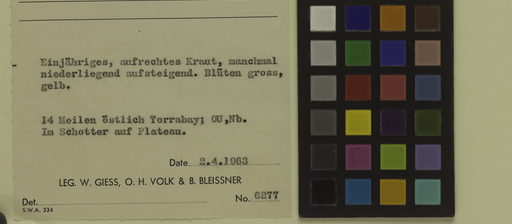 Einjähriges, aufrechtes Kraut, manchmal
niederliegend aufsteigend. Blüten gross,
gelb.
14 Meilen östlich Torrabay; OU,Nb.
Im Schotter auf Plateau.
Date 2.4.1963
LEG. W. GIESS, O. H. VOLK & B. BLEISSNER
Det. No. 6277
S.W.A. 334